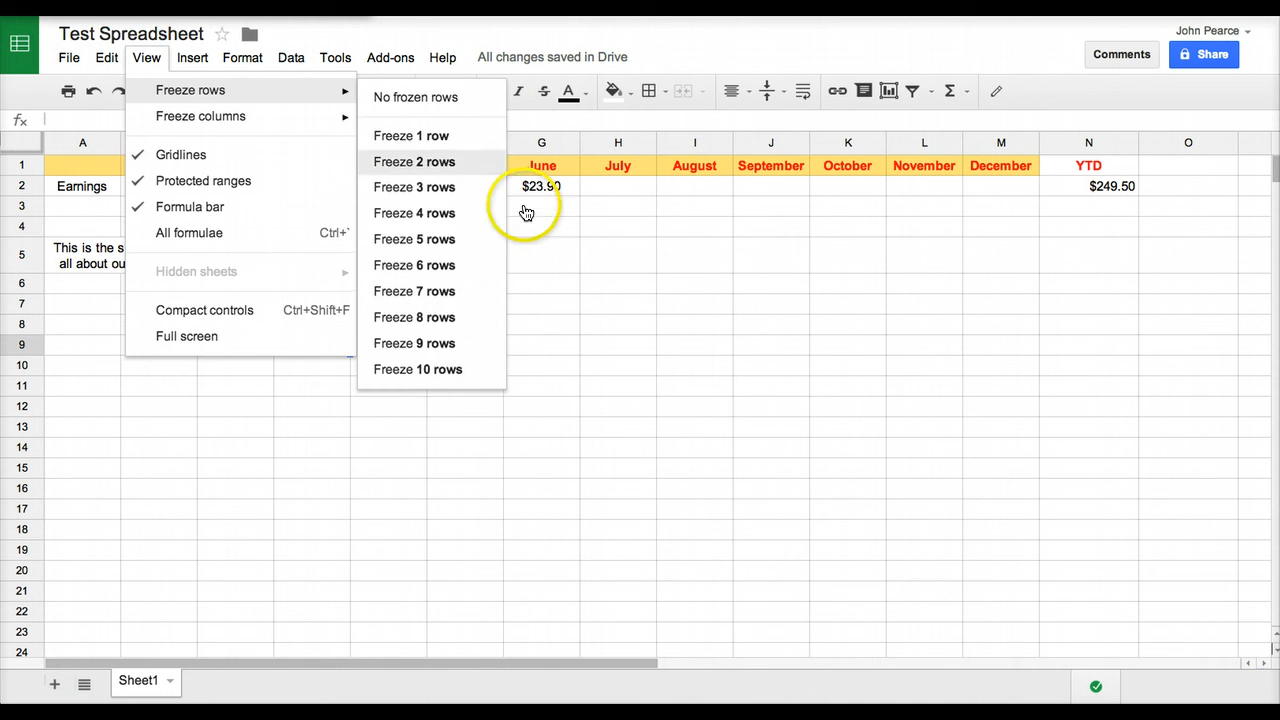 Test Spreadsheet
John Pearce
File Edit View Insert Format Data Tools Add-ons Help All changes saved in Drive
Comments
Share
Freeze rows
Freeze columns
Gridlines
Protected ranges
Formula bar
All formulae Ctrl+`
Hidden sheets
Compact controls Ctrl+Shift+F
Full screen
No frozen rows
Freeze 1 row
Freeze 2 rows
Freeze 3 rows
Freeze 4 rows
Freeze 5 rows
Freeze 6 rows
Freeze 7 rows
Freeze 8 rows
Freeze 9 rows
Freeze 10 rows
fx
A G H I J K L M N O
1 June July August September October November December YTD
2 Earnings $23.90 $249.50
3
4
5 This is the s
all about ou
6
7
8
9
10
11
12
13
14
15
16
17
18
19
20
21
22
23
24
Sheet1